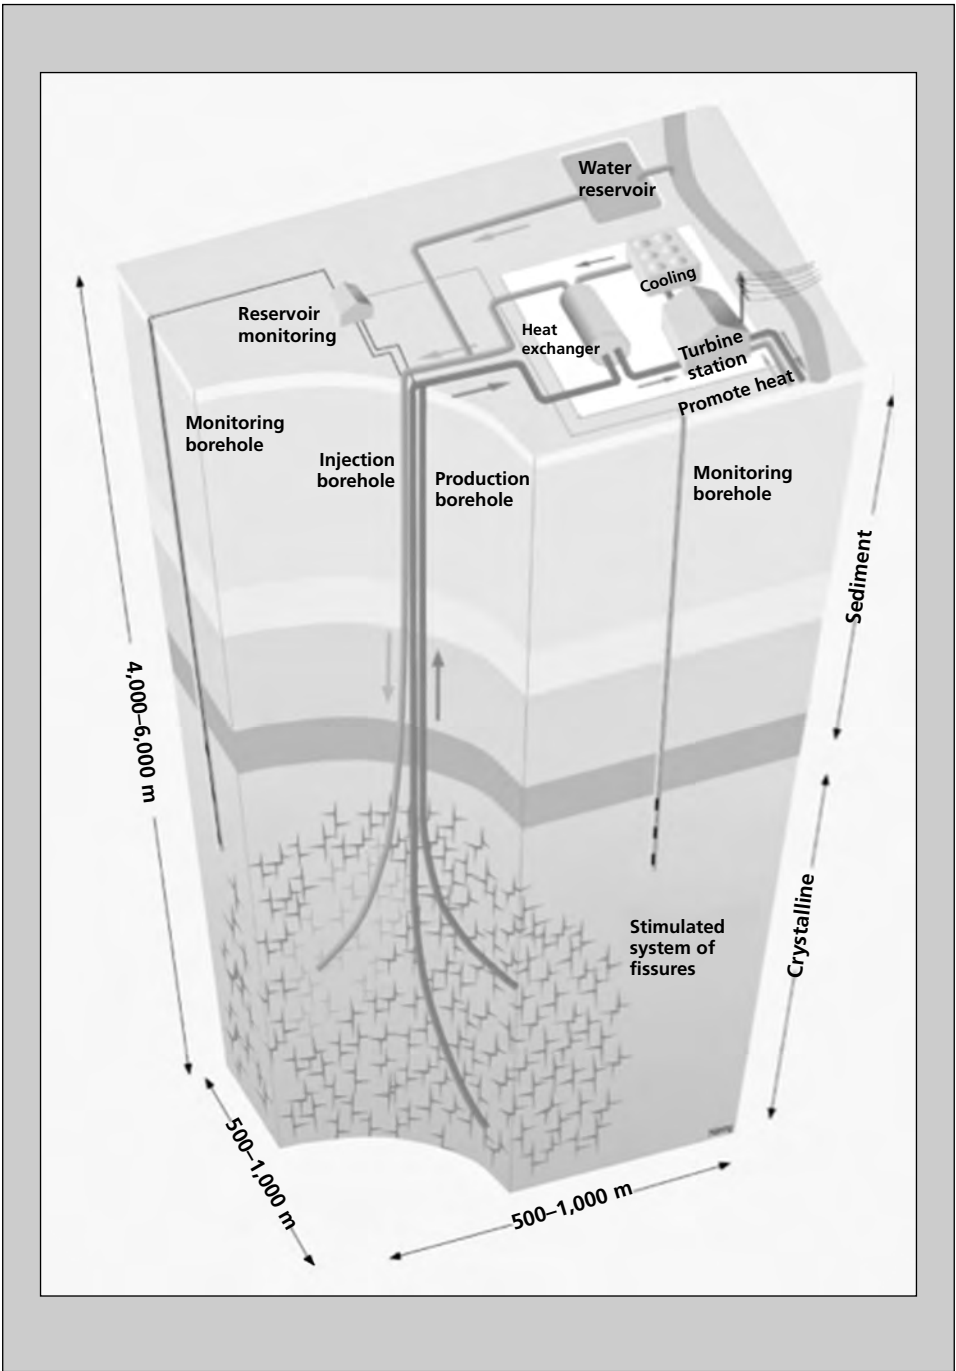 Water
reservoir
Cooling
Reservoir
monitoring
Heat
exchanger
Turbine
station
Promote heat
Monitoring
borehole
Injection
borehole
Production
borehole
Monitoring
borehole
Sediment
4,000–6,000 m
Crystalline
Stimulated
system of
fissures
500–1,000 m
500–1,000 m